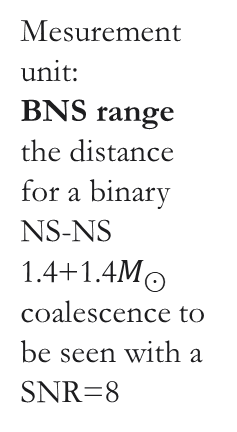 Mesurement
unit:
BNS range
the distance
for a binary
NS-NS
1.4+1.4M☉
coalescence to
be seen with a
SNR=8